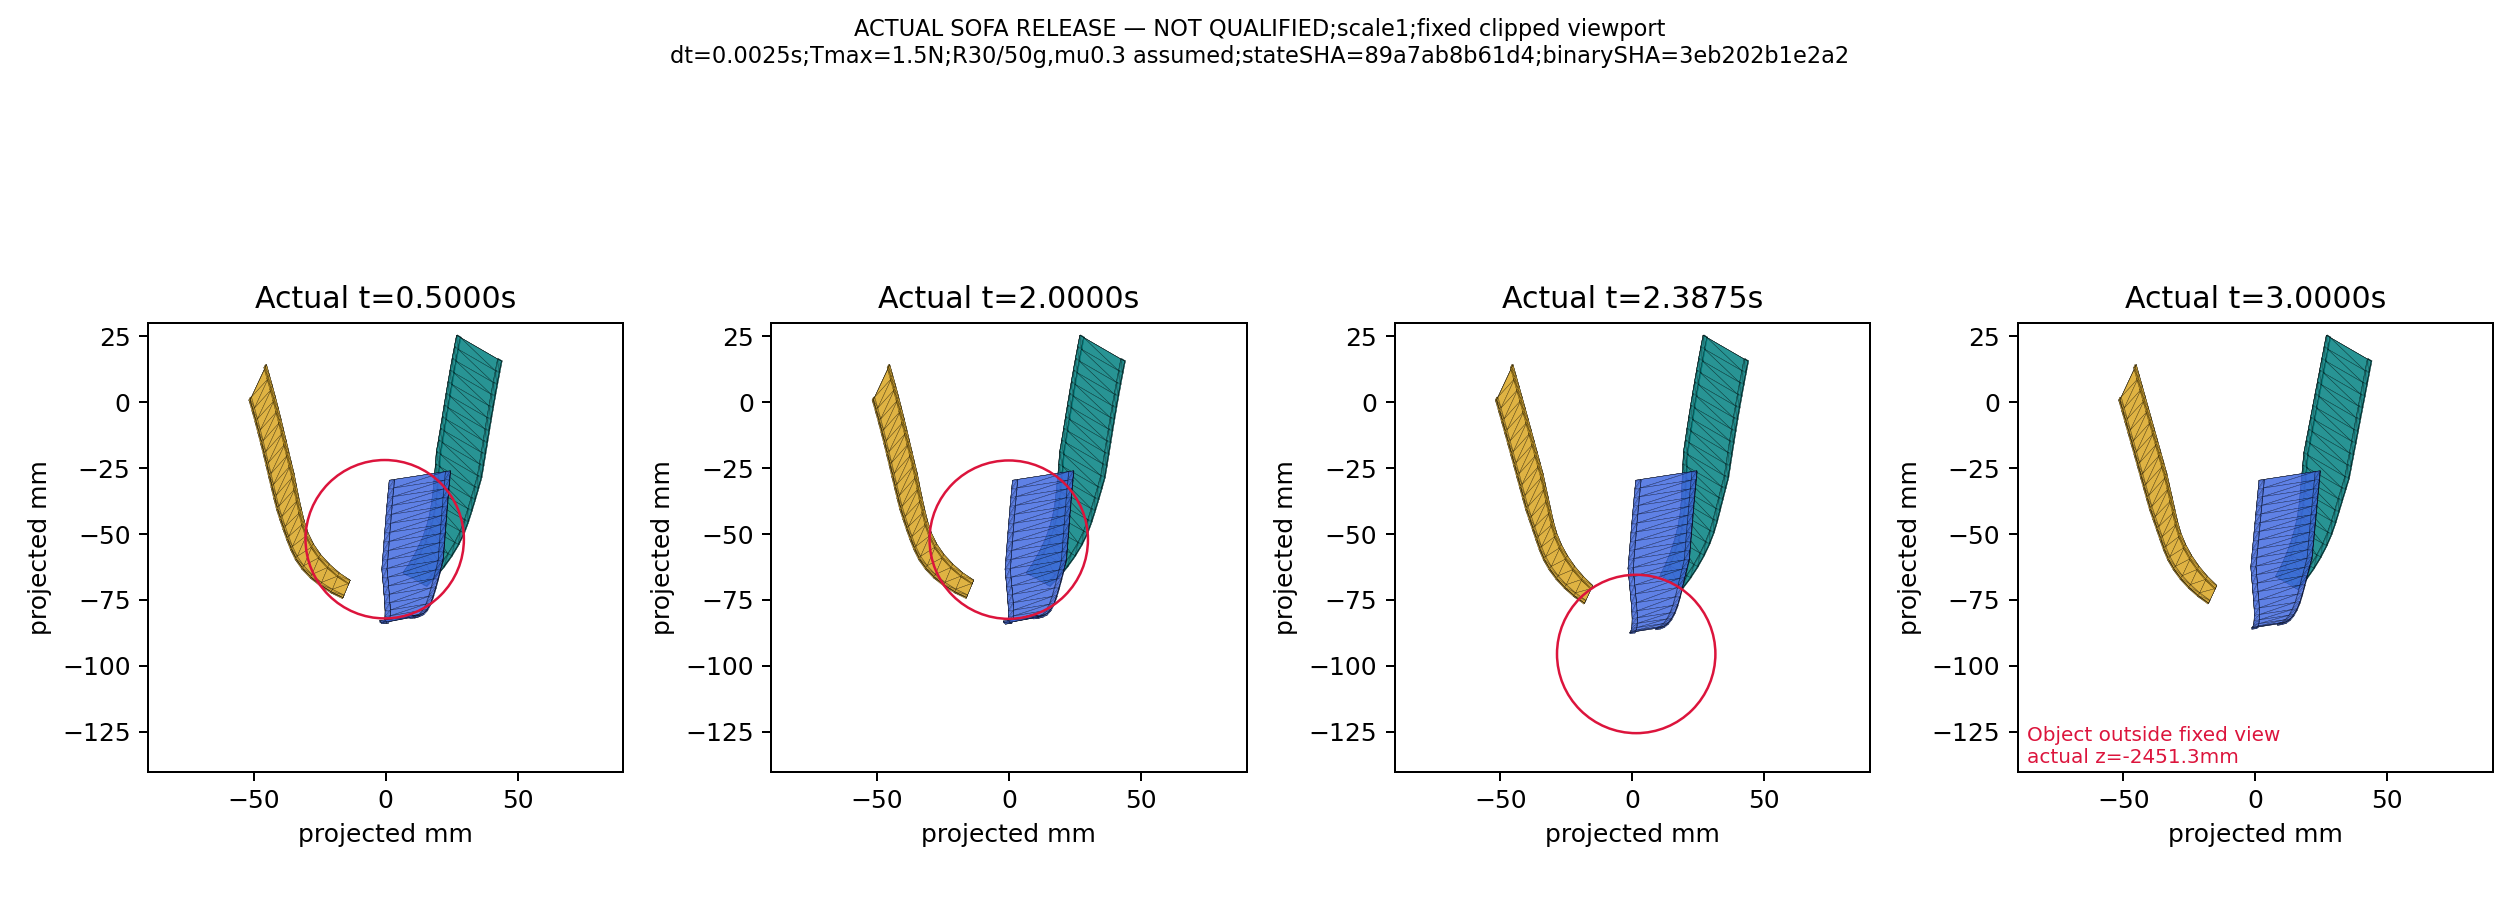 ACTUAL SOFA RELEASE — NOT QUALIFIED;scale1;fixed clipped viewport
dt=0.0025s;Tmax=1.5N;R30/50g,mu0.3 assumed;stateSHA=89a7ab8b61d4;binarySHA=3eb202b1e2a2
Actual t=0.5000s
projected mm
25
0
−25
−50
−75
−100
−125
−50
0
50
projected mm
Actual t=2.0000s
projected mm
25
0
−25
−50
−75
−100
−125
−50
0
50
projected mm
Actual t=2.3875s
projected mm
25
0
−25
−50
−75
−100
−125
−50
0
50
projected mm
Actual t=3.0000s
projected mm
25
0
−25
−50
−75
−100
−125
Object outside fixed view
actual z=-2451.3mm
−50
0
50
projected mm